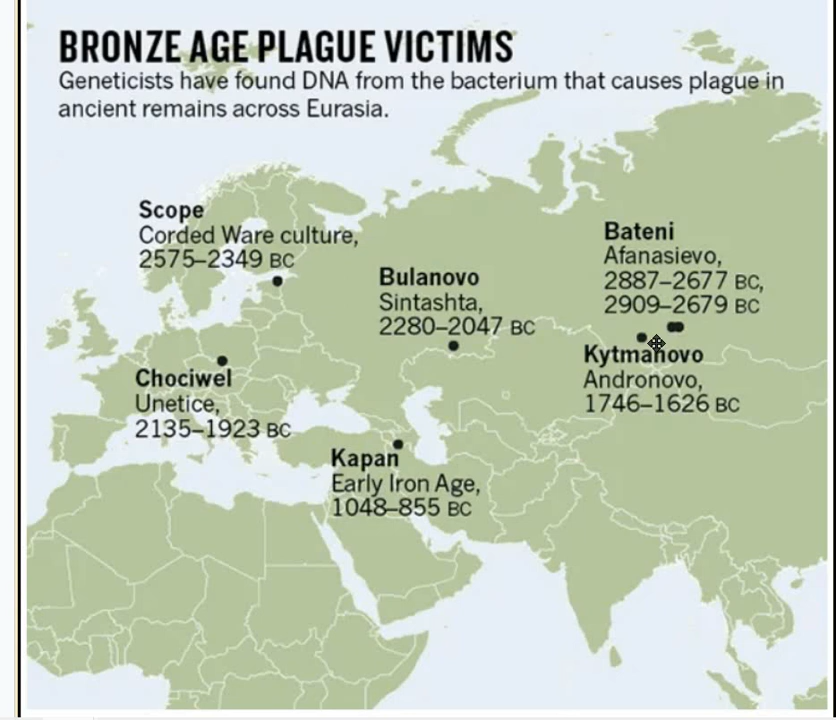 BRONZE AGE PLAGUE VICTIMS
Geneticists have found DNA from the bacterium that causes plague in
ancient remains across Eurasia.
Scope
Corded Ware culture,
2575–2349 BC
Bateni
Afanasievo,
2887–2677 BC,
2909–2679 BC
Bulanovo
Sintashta,
2280–2047 BC
Kytmanovo
Andronovo,
1746–1626 BC
Chociwel
Unetice,
2135–1923 BC
Kapan
Early Iron Age,
1048–855 BC